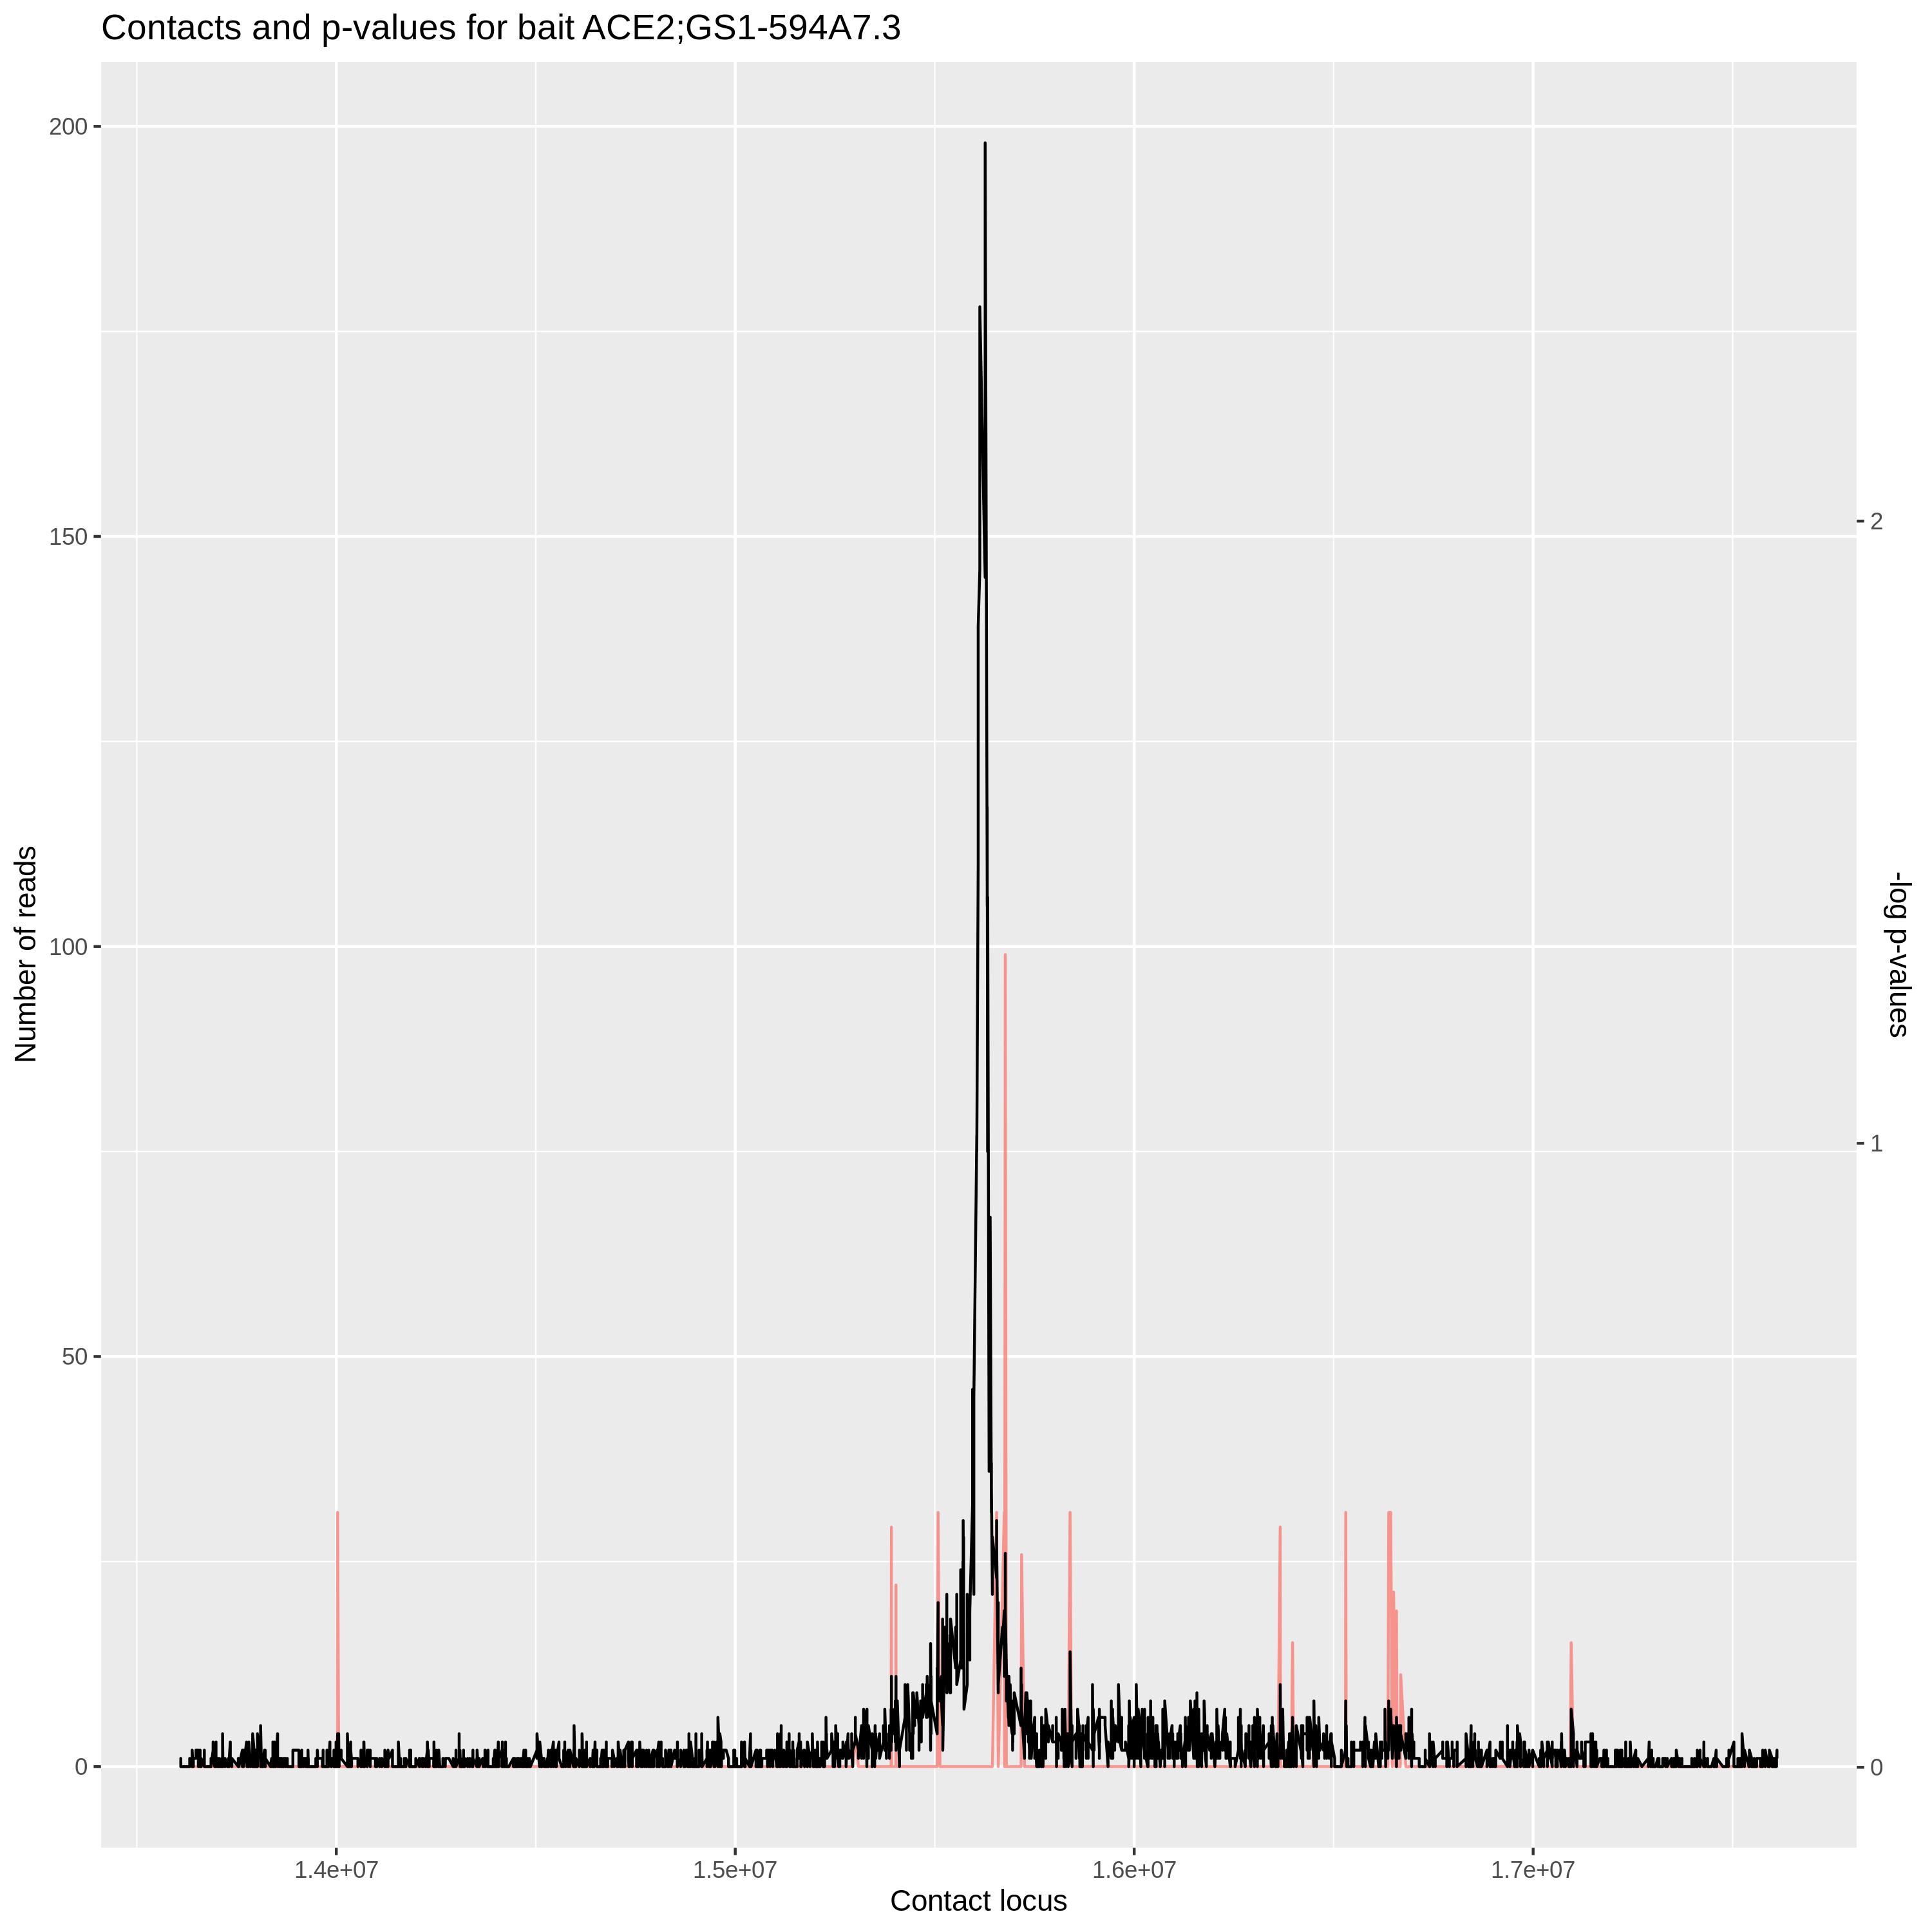 Contacts and p-values for bait ACE2;GS1-594A7.3
200
150
100
50
0
Number of reads
2
1
0
-log p-values
1.4e+07
1.5e+07
1.6e+07
1.7e+07
Contact locus